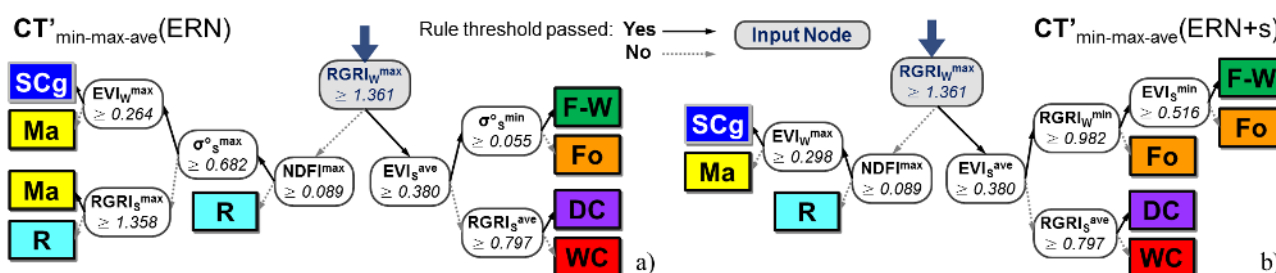 CT'min-max-ave(ERN)
Rule threshold passed: Yes
No
Input Node
CT'min-max-ave(ERN+s)
SCg
Ma
EVIWmax
≥ 0.264
Ma
R
RGRISmax
≥ 1.358
σ°Smax
≥ 0.682
R
NDFImax
≥ 0.089
RGRIWmax
≥ 1.361
EVISave
≥ 0.380
σ°Smin
≥ 0.055
F-W
Fo
RGRISave
≥ 0.797
DC
WC
a)
SCg
Ma
EVIWmax
≥ 0.298
R
NDFImax
≥ 0.089
RGRIWmax
≥ 1.361
EVISave
≥ 0.380
RGRIWmin
≥ 0.982
EVISmin
≥ 0.516
F-W
Fo
Fo
RGRISave
≥ 0.797
DC
WC
b)